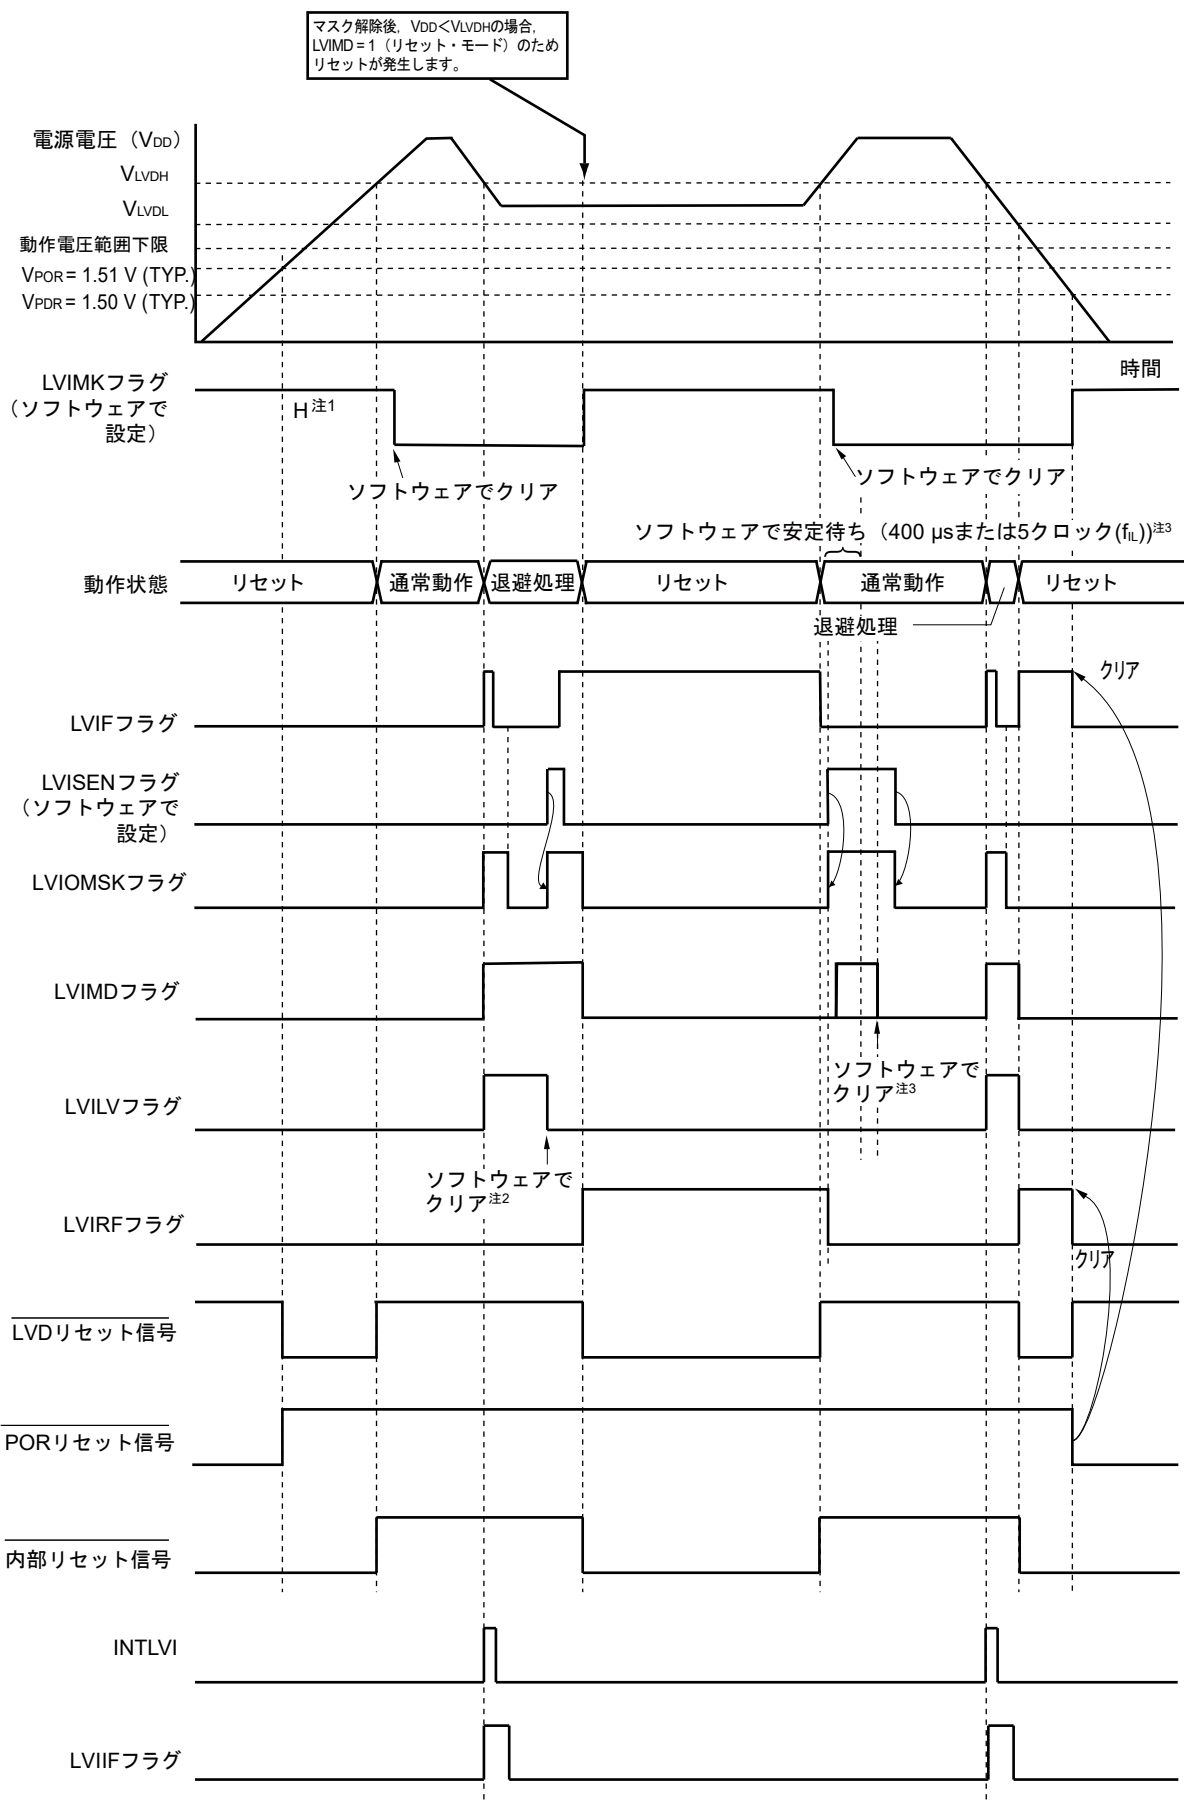 マスク解除後，VDD＜VLVDHの場合，
LVIMD = 1（リセット・モード）のため
リセットが発生します。
電源電圧（VDD）
VLVDH
VLVDL
動作電圧範囲下限
VPOR = 1.51 V (TYP.)
VPDR = 1.50 V (TYP.)
時間
LVIMKフラグ
（ソフトウェアで
設定）
H 注1
ソフトウェアでクリア
ソフトウェアでクリア
ソフトウェアで安定待ち（400 μsまたは5クロック(fIL)）注3
動作状態
リセット
通常動作
退避処理
リセット
通常動作
リセット
退避処理
クリア
LVIFフラグ
LVISENフラグ
（ソフトウェアで
設定）
LVIOMSKフラグ
LVIMDフラグ
ソフトウェアで
クリア注3
LVILVフラグ
ソフトウェアで
クリア注2
LVIRFフラグ
クリア
LVDリセット信号
PORリセット信号
内部リセット信号
INTLVI
LVIIFフラグ